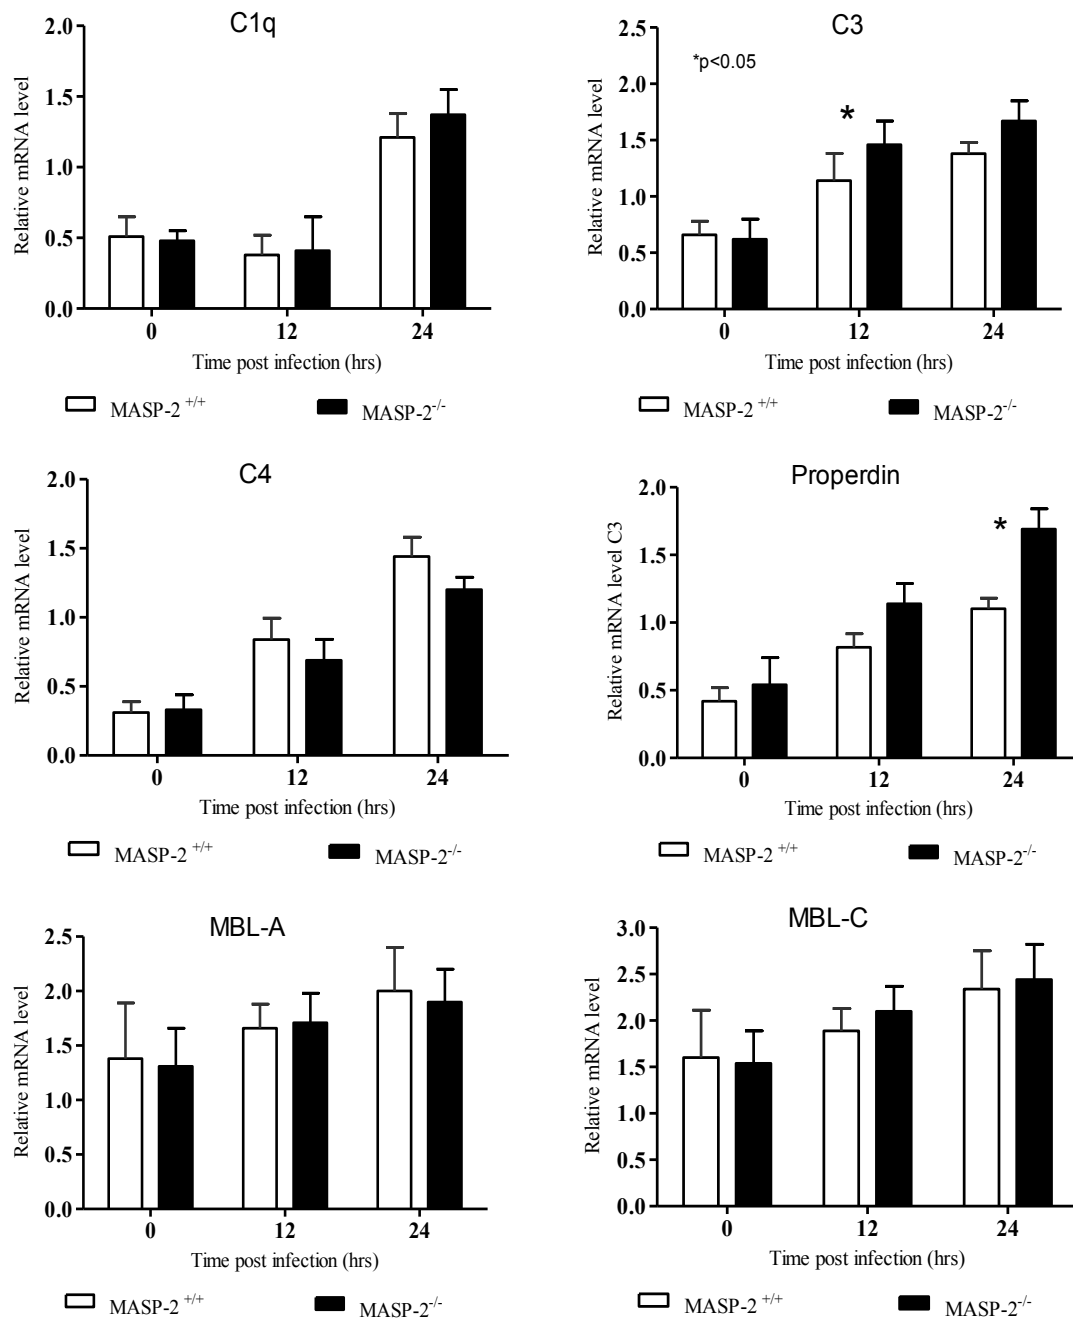 C1q
Relative mRNA level
2.0
1.5
1.0
0.5
0.0
0 12 24
Time post infection (hrs)
MASP-2 +/+ MASP-2-/-
C3
*p<0.05
*
Relative mRNA level
2.5
2.0
1.5
1.0
0.5
0.0
0 12 24
Time post infection (hrs)
MASP-2 +/+ MASP-2-/-
C4
Relative mRNA level
2.0
1.5
1.0
0.5
0.0
0 12 24
Time post infection (hrs)
MASP-2 +/+ MASP-2-/-
Properdin
*
Relative mRNA level C3
2.0
1.5
1.0
0.5
0.0
0 12 24
Time post infection (hrs)
MASP-2 +/+ MASP-2-/-
MBL-A
Relative mRNA level
2.5
2.0
1.5
1.0
0.5
0.0
0 12 24
Time post infection (hrs)
MASP-2 +/+ MASP-2-/-
MBL-C
Relative mRNA level
3.0
2.5
2.0
1.5
1.0
0.5
0.0
0 12 24
Time post infection (hrs)
MASP-2 +/+ MASP-2-/-